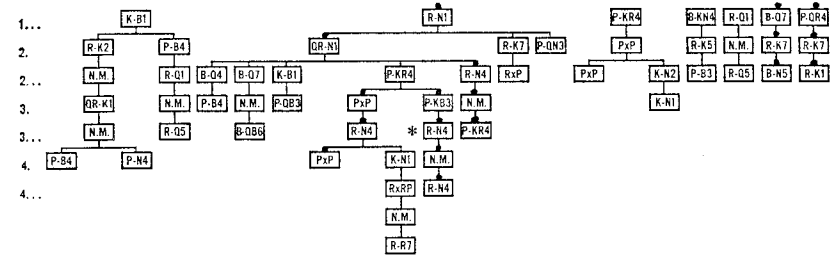 1... K-B1 R-N1 P-KR4 B-KN4 R-Q1 B-Q7 P-QR4
2. R-K2 P-B4 QR-N1 R-K7 P-QN3 PxP R-K5 N.M. R-K7 R-K7
2... N.M. R-Q1 B-Q4 B-Q7 K-B1 P-KR4 R-N4 RxP PxP K-N2 P-B3 R-Q5 B-N5 R-K1
3. QR-K1 N.M. P-B4 N.M. P-QB3 PxP P-KB3 N.M. K-N1
3... N.M. R-Q5 B-QB6 R-N4 * R-N4 P-KR4
4. P-B4 P-N4 PxP K-N1 N.M.
4... RxRP R-N4
N.M.
R-R7